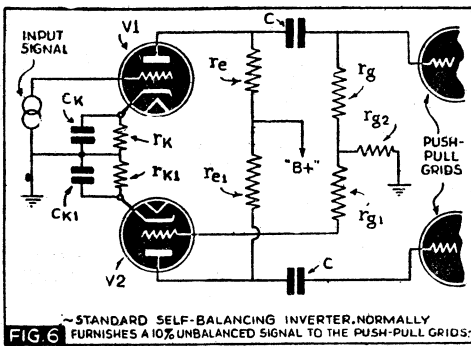 INPUT SIGNAL
V1
C
CK
rK
CK1
rK1
V2
re
re1
"B+"
rg
rg2
rg1
C
PUSH-PULL GRIDS
~STANDARD SELF-BALANCING INVERTER, NORMALLY
FIG.6 FURNISHES A 10% UNBALANCED SIGNAL TO THE PUSH-PULL GRIDS~